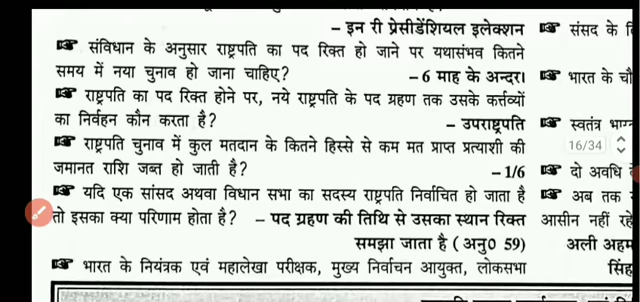 – इन री प्रेसीडेंशियल इलेक्शन
☞ संविधान के अनुसार राष्ट्रपति का पद रिक्त हो जाने पर यथासंभव कितने
समय में नया चुनाव हो जाना चाहिए? – 6 माह के अन्दर।
☞ राष्ट्रपति का पद रिक्त होने पर, नये राष्ट्रपति के पद ग्रहण तक उसके कर्त्तव्यों
का निर्वहन कौन करता है? – उपराष्ट्रपति
☞ राष्ट्रपति चुनाव में कुल मतदान के कितने हिस्से से कम मत प्राप्त प्रत्याशी की
जमानत राशि जब्त हो जाती है? – 1/6
☞ यदि एक सांसद अथवा विधान सभा का सदस्य राष्ट्रपति निर्वाचित हो जाता है
तो इसका क्या परिणाम होता है? – पद ग्रहण की तिथि से उसका स्थान रिक्त
समझा जाता है (अनु0 59)
☞ भारत के नियंत्रक एवं महालेखा परीक्षक, मुख्य निर्वाचन आयुक्त, लोकसभा
☞ संसद के
☞ भारत के
☞ स्वतंत्र
16/34
☞ दो अवधि
☞ अब तक
आसीन नहीं रहे
अली
सिंह